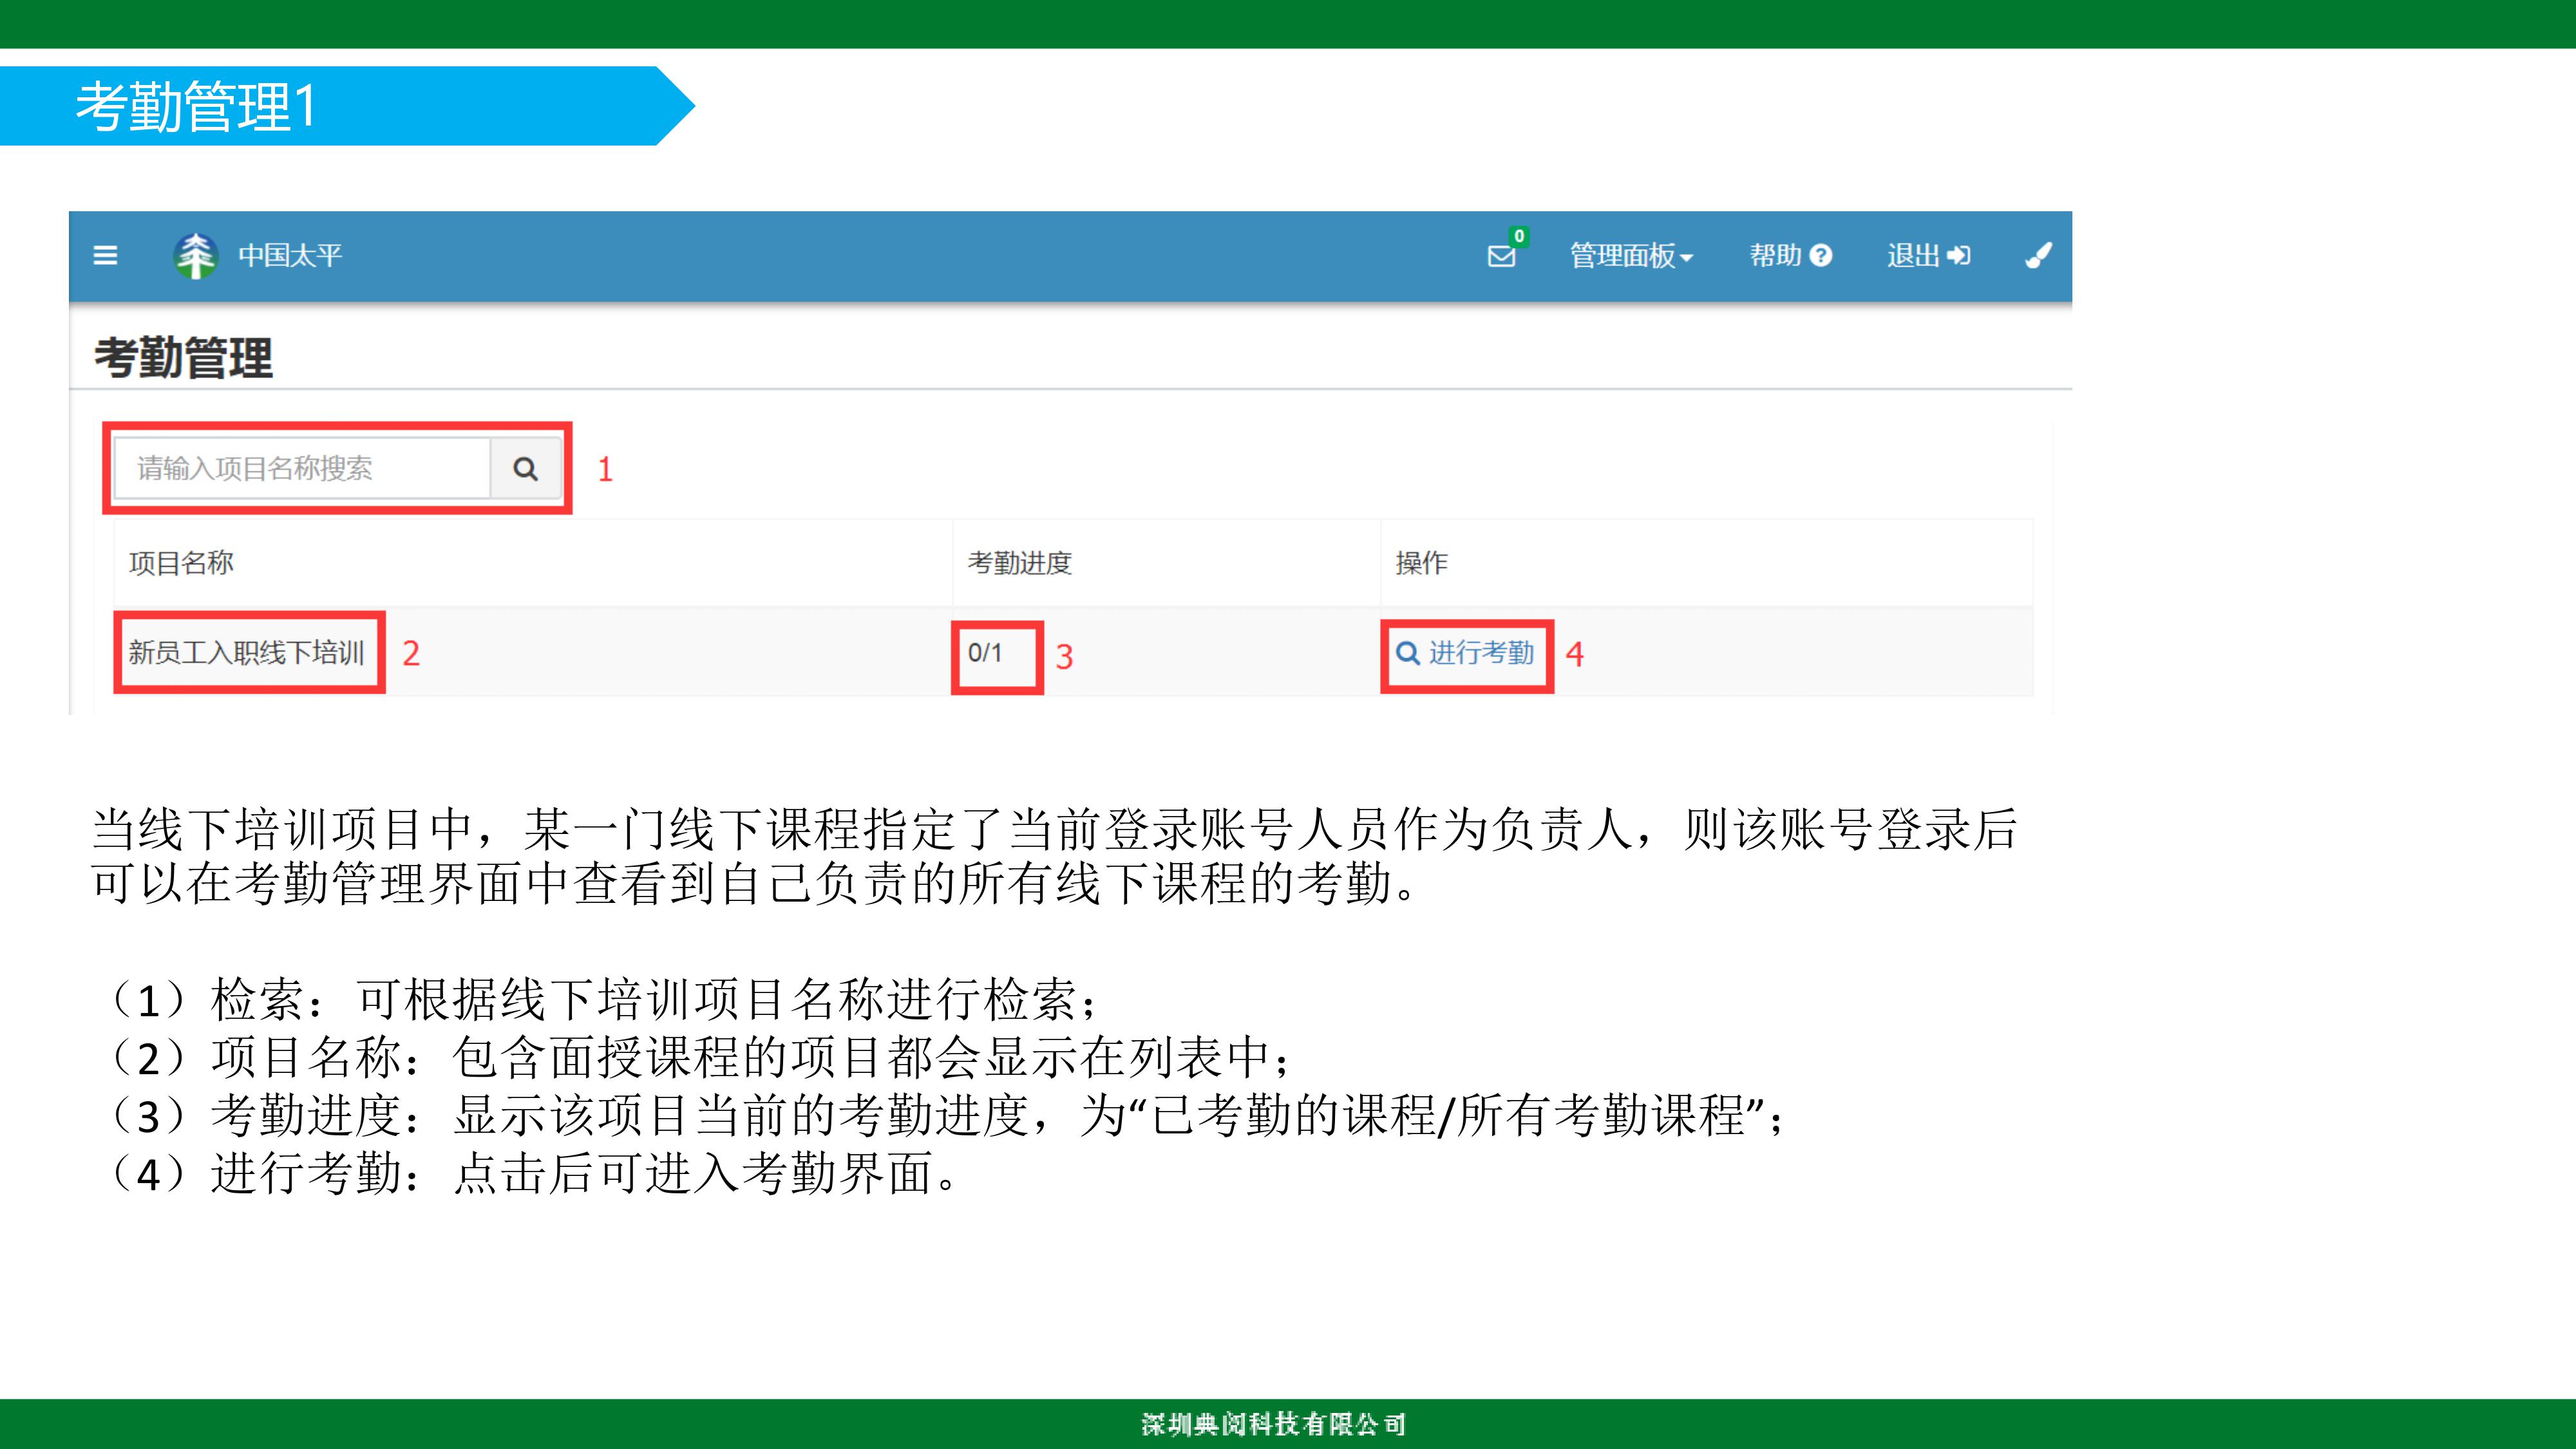 考勤管理1
中国太平
0
管理面板
帮助
退出
考勤管理
请输入项目名称搜索
1
项目名称 考勤进度 操作
新员工入职线下培训 2 0/1 3 进行考勤 4
当线下培训项目中，某一门线下课程指定了当前登录账号人员作为负责人，则该账号登录后
可以在考勤管理界面中查看到自己负责的所有线下课程的考勤。
（1）检索：可根据线下培训项目名称进行检索；
（2）项目名称：包含面授课程的项目都会显示在列表中；
（3）考勤进度：显示该项目当前的考勤进度，为“已考勤的课程/所有考勤课程”；
（4）进行考勤：点击后可进入考勤界面。
深圳典阅科技有限公司